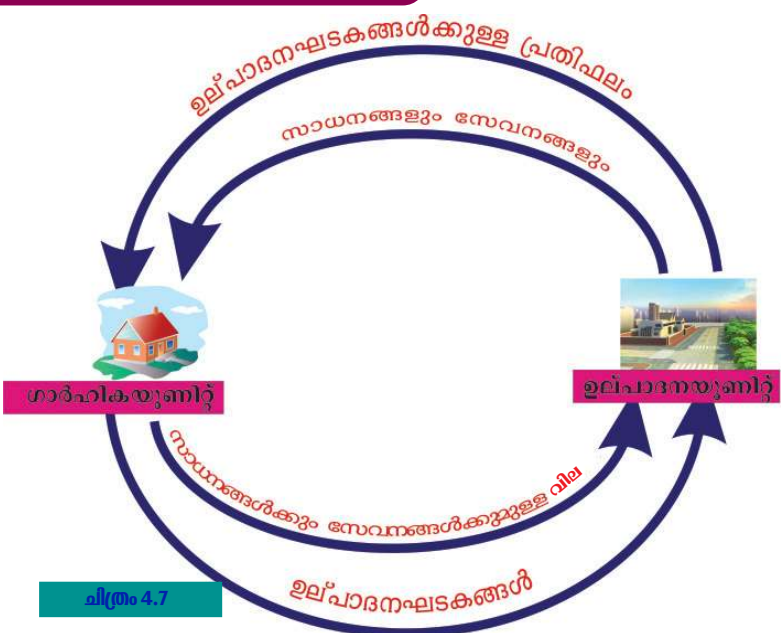 ഉല്പാദനഘടകങ്ങൾക്കുള്ള പ്രതിഫലം
സാധനങ്ങളും സേവനങ്ങളും
ഗാർഹികയുണിറ്റ്
ഉല്പാദനയൂണിറ്റ്
സാധനങ്ങൾക്കും സേവനങ്ങൾക്കുമുള്ള വില
ഉല്പാദനഘടകങ്ങൾ
ചിത്രം 4.7